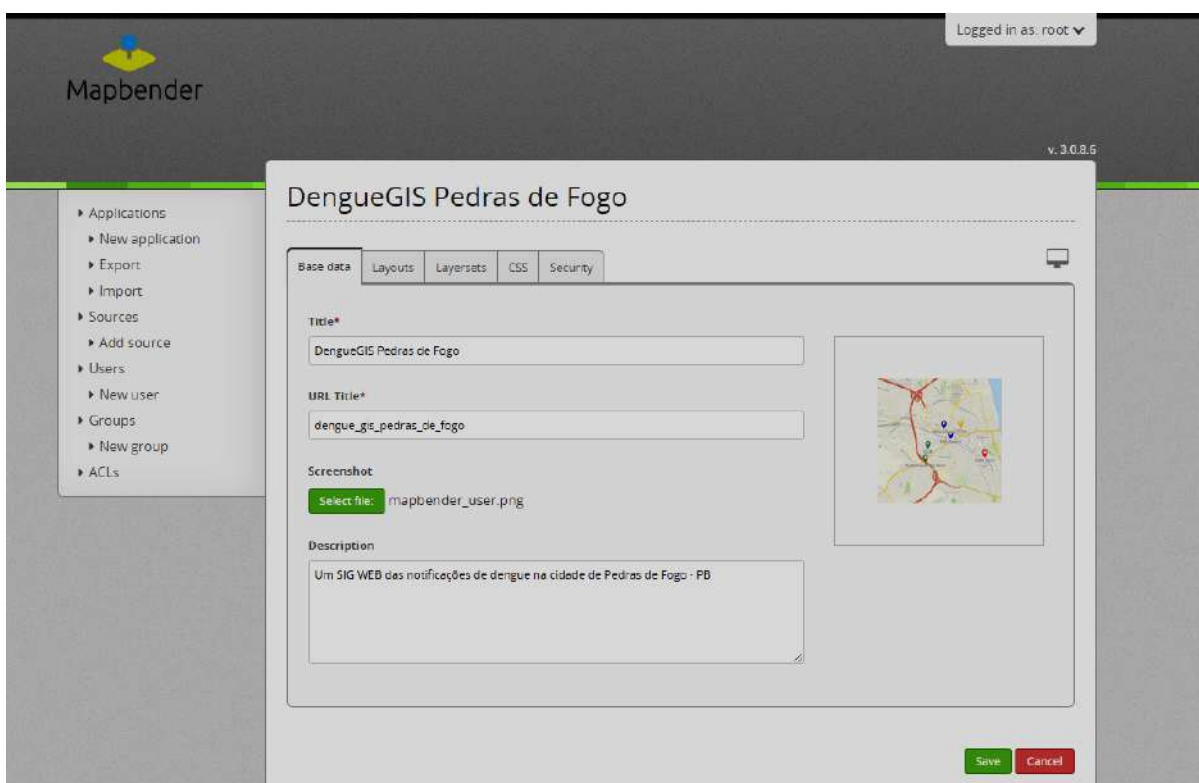 Logged in as: root
Mapbender
v. 3.0.8.6
DengueGIS Pedras de Fogo
Applications
New application
Export
Import
Sources
Add source
Users
New user
Groups
New group
ACLs
Base data
Layouts
Layersets
CSS
Security
Title*
DengueGIS Pedras de Fogo
URL Title*
dengue_gis_pedras_de_fogo
Screenshot
Select file: mapbender_user.png
Description
Um SIG WEB das notificações de dengue na cidade de Pedras de Fogo - PB
Save
Cancel